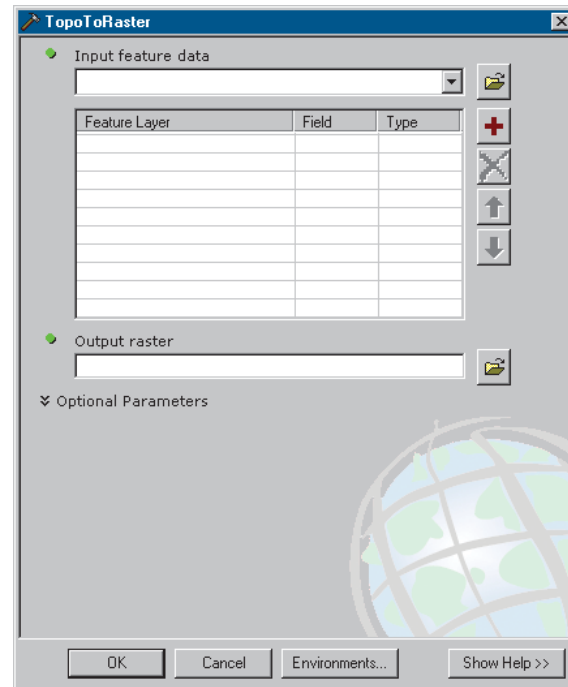 TopoToRaster
Input feature data
Feature Layer Field Type
Output raster
Optional Parameters
OK Cancel Environments... Show Help >>